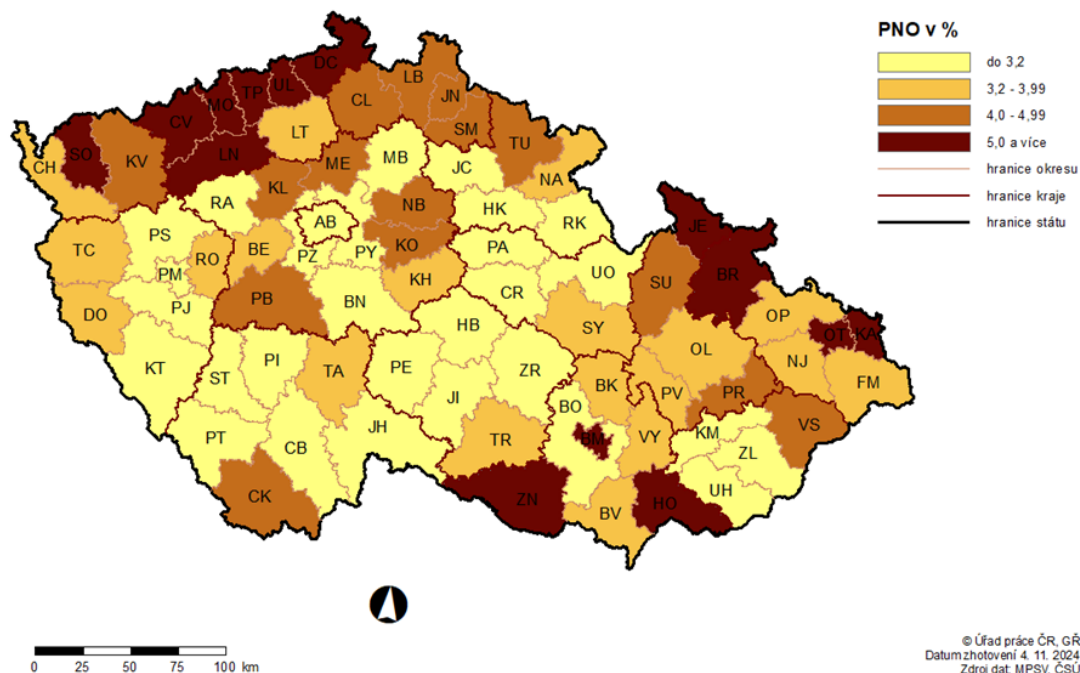 PNO v %
do 3,2
3,2 - 3,99
4,0 - 4,99
5,0 a více
hranice okresu
hranice kraje
hranice státu
DC
LB
UL
TP
MO
CL
JN
CV
LT
SM
TU
SO
KV
LN
ME
MB
JC
CH
NA
KL
RA
NB
HK
RK
AB
JE
PS
TC
RO
BE
PZ
PY
KO
PA
UO
SU
BR
PM
KH
CR
OP
DO
PJ
PB
BN
HB
SY
OL
OT
KA
NJ
KT
PI
TA
PE
ZR
BK
PV
PR
FM
ST
JI
BO
VS
PT
CB
JH
TR
BM
VY
KM
ZL
CK
ZN
BV
HO
UH
0 25 50 75 100 km
© Úřad práce ČR, GŘ
Datum zhotovení 4. 11. 2024
Zdroj dat: MPSV, ČSÚ